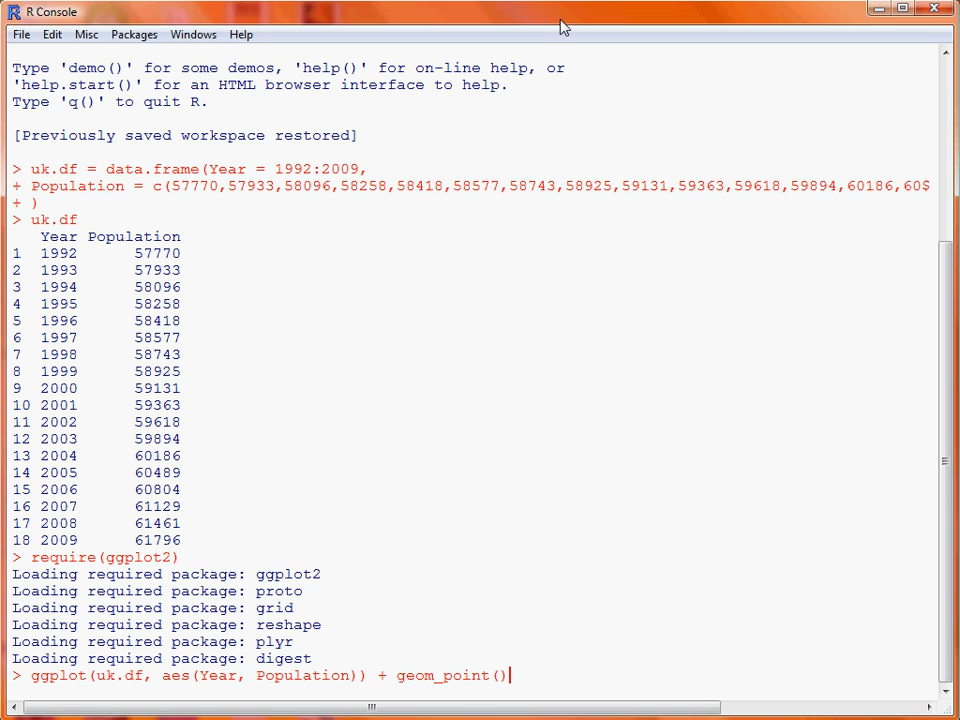 R Console
File Edit Misc Packages Windows Help
Type 'demo()' for some demos, 'help()' for on-line help, or
'help.start()' for an HTML browser interface to help.
Type 'q()' to quit R.
[Previously saved workspace restored]
> uk.df = data.frame(Year = 1992:2009,
+ Population = c(57770,57933,58096,58258,58418,58577,58743,58925,59131,59363,59618,59894,60186,60$
+ )
> uk.df
Year Population
1 1992 57770
2 1993 57933
3 1994 58096
4 1995 58258
5 1996 58418
6 1997 58577
7 1998 58743
8 1999 58925
9 2000 59131
10 2001 59363
11 2002 59618
12 2003 59894
13 2004 60186
14 2005 60489
15 2006 60804
16 2007 61129
17 2008 61461
18 2009 61796
> require(ggplot2)
Loading required package: ggplot2
Loading required package: proto
Loading required package: grid
Loading required package: reshape
Loading required package: plyr
Loading required package: digest
> ggplot(uk.df, aes(Year, Population)) + geom_point()